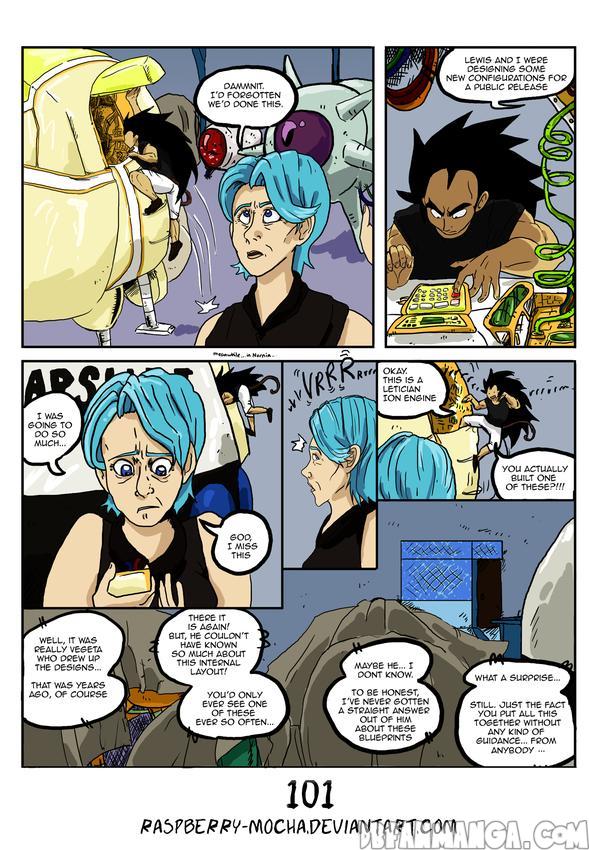 DAMMNIT.
I'D FORGOTTEN
WE'D DONE THIS.
LEWIS AND I WERE
DESIGNING SOME
NEW CONFIGURATIONS FOR
A PUBLIC RELEASE
meanwhile...in Narnia..
I WAS
GOING TO
DO SO
MUCH...
GOD,
I MISS
THIS
VRRRrrrr...
OKAY.
THIS IS A
LETICIAN
ION ENGINE
YOU ACTUALLY
BUILT ONE
OF THESE?!!!
WELL, IT WAS
REALLY VEGETA
WHO DREW UP
THE DESIGNS...
THAT WAS YEARS
AGO, OF COURSE
THERE IT
IS AGAIN!
BUT, HE COULDN'T
HAVE KNOWN
SO MUCH ABOUT
THIS INTERNAL
LAYOUT!
YOU'D ONLY
EVER SEE ONE
OF THESE
EVER SO OFTEN...
MAYBE HE... I
DONT KNOW.
TO BE HONEST,
I'VE NEVER GOTTEN
A STRAIGHT ANSWER
OUT OF HIM
ABOUT THESE
BLUEPRINTS
WHAT A SURPRISE...
STILL. JUST THE FACT
YOU PUT ALL THIS
TOGETHER WITHOUT
ANY KIND OF
GUIDANCE... FROM
ANYBODY ...
101
RASPBERRY-MOCHA.DEVIANTART.COM
DBFANMANGA.COM